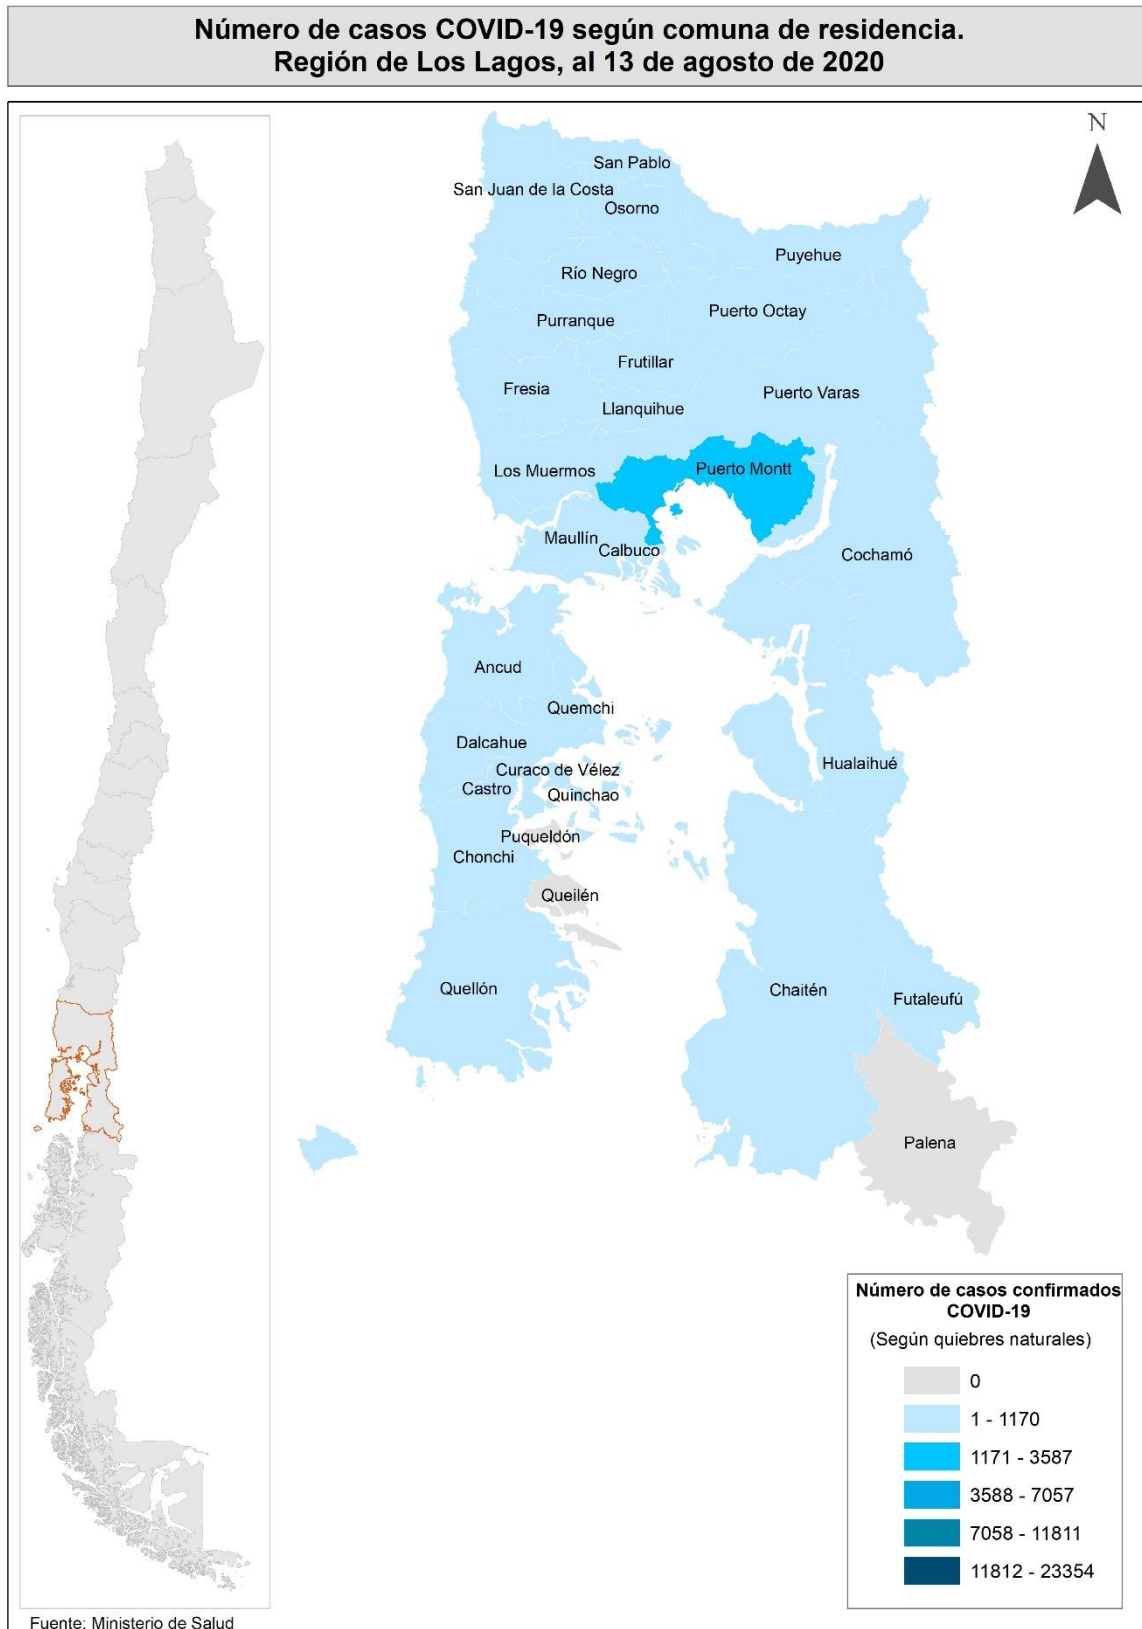 Número de casos COVID-19 según comuna de residencia.
Región de Los Lagos, al 13 de agosto de 2020
N
San Pablo
San Juan de la Costa
Osorno
Puyehue
Río Negro
Puerto Octay
Purranque
Frutillar
Fresia
Puerto Varas
Llanquihue
Los Muermos
Puerto Montt
Maullín
Calbuco
Cochamó
Ancud
Quemchi
Dalcahue
Hualaihué
Curaco de Vélez
Castro
Quinchao
Puqueldón
Chonchi
Queilén
Quellón
Chaitén
Futaleufú
Palena
Número de casos confirmados
COVID-19
(Según quiebres naturales)
0
1 - 1170
1171 - 3587
3588 - 7057
7058 - 11811
11812 - 23354
Fuente: Ministerio de Salud